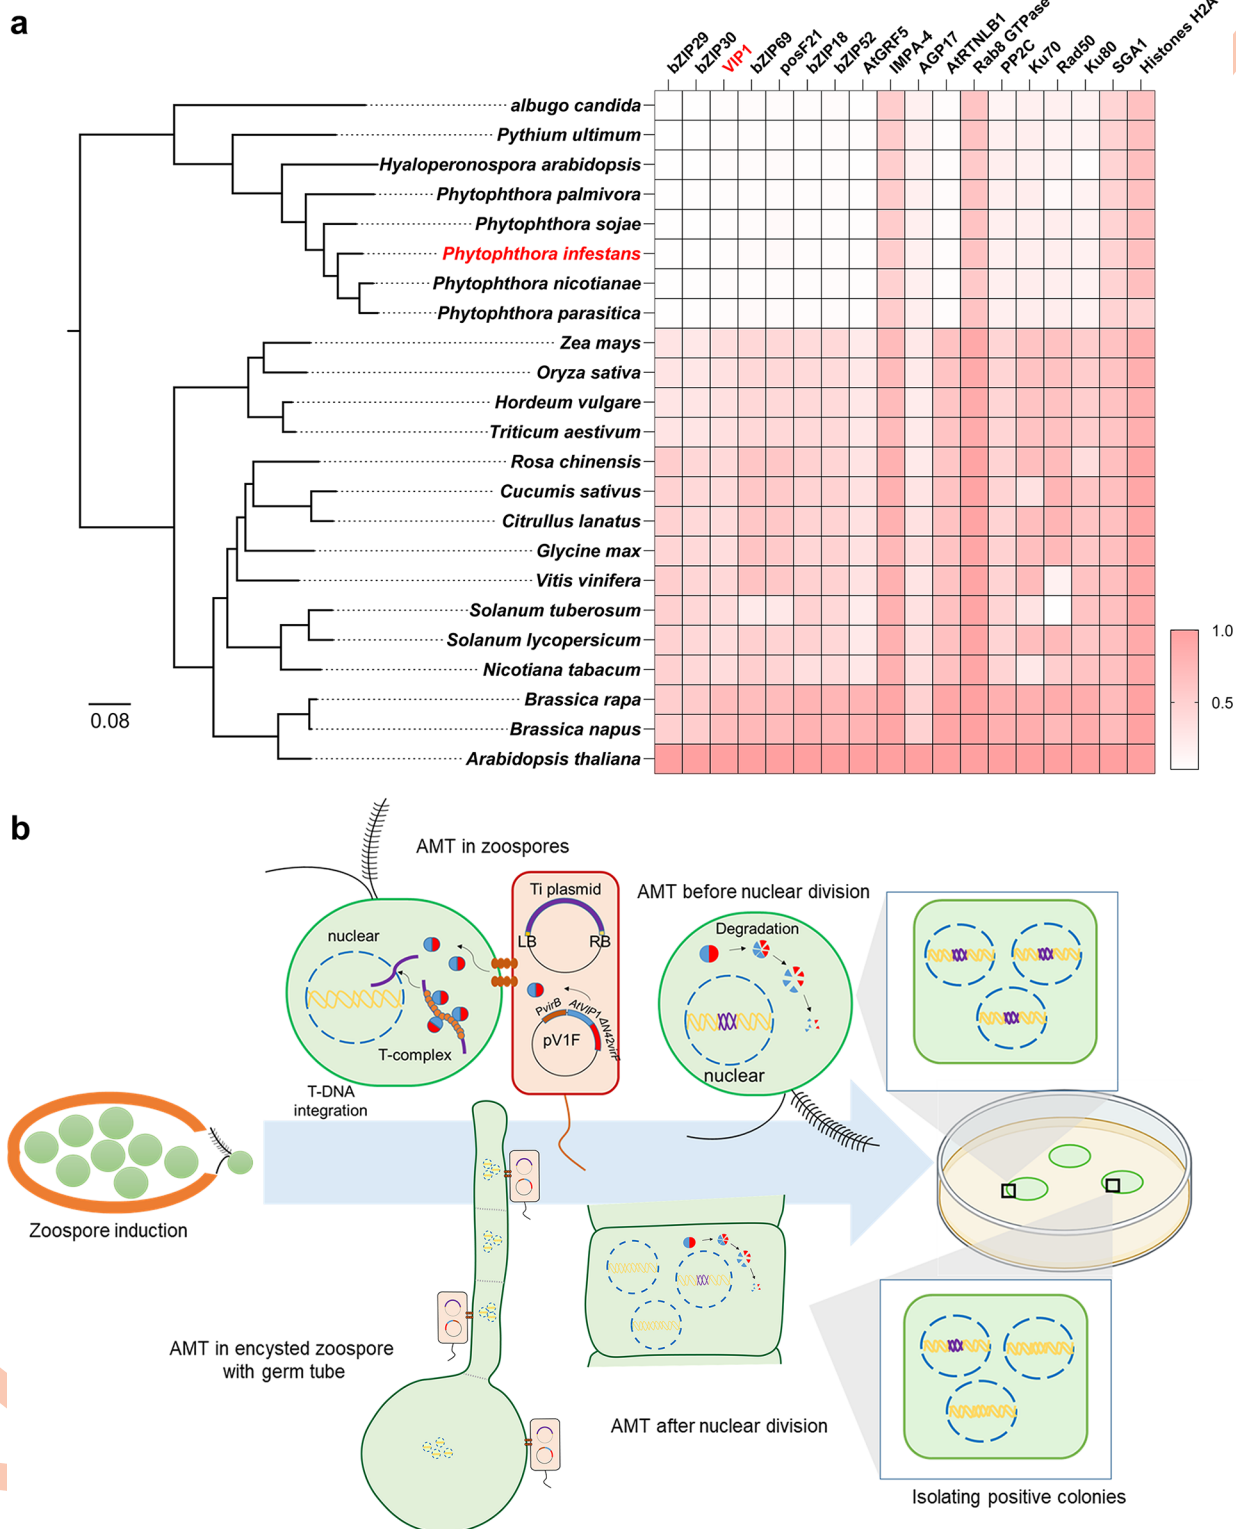 a
bZIP29
bZIP30
VIP1
bZIP69
posF21
bZIP18
bZIP52
AtGRF5
IMPA-4
AGP17
AtRTNLB1
Rab8 GTPase
PP2C
Ku70
Rad50
Ku80
SGA1
Histones H2A
albugo candida
Pythium ultimum
Hyaloperonospora arabidopsis
Phytophthora palmivora
Phytophthora sojae
Phytophthora infestans
Phytophthora nicotianae
Phytophthora parasitica
Zea mays
Oryza sativa
Hordeum vulgare
Triticum aestivum
Rosa chinensis
Cucumis sativus
Citrullus lanatus
Glycine max
Vitis vinifera
Solanum tuberosum
Solanum lycopersicum
Nicotiana tabacum
Brassica rapa
Brassica napus
Arabidopsis thaliana
0.08
1.0
0.5
b
AMT in zoospores
Ti plasmid
LB RB
PvirB AtVIP1 ΔN42virF
pV1F
nuclear
T-complex
T-DNA
integration
AMT before nuclear division
Degradation
nuclear
Zoospore induction
AMT in encysted zoospore
with germ tube
AMT after nuclear division
Isolating positive colonies